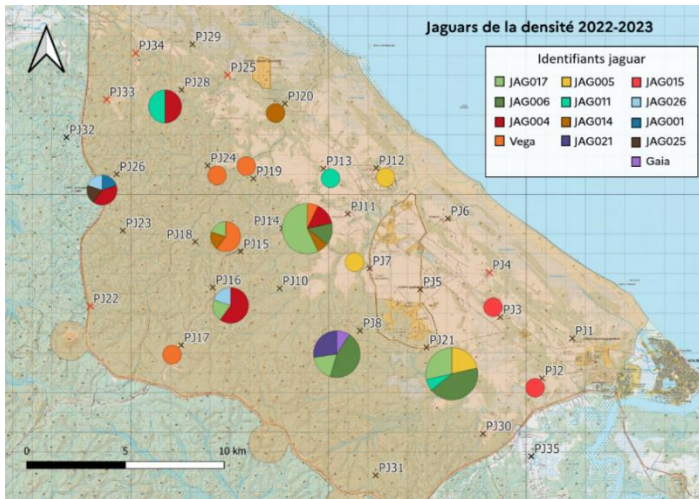 Jaguars de la densité 2022-2023
Identifiants jaguar
JAG017 JAG005 JAG015
JAG006 JAG011 JAG026
JAG004 JAG014 JAG001
Vega JAG021 JAG025
Gaia
PJ29
PJ34
PJ25
PJ28
PJ33
PJ20
PJ32
PJ24
PJ13
PJ12
PJ26
PJ19
PJ11
PJ6
PJ23
PJ14
PJ18
PJ15
PJ7
PJ4
PJ16
PJ10
PJ5
PJ22
PJ3
PJ8
PJ1
PJ17
PJ21
PJ2
PJ30
PJ35
PJ31
0 5 10 km